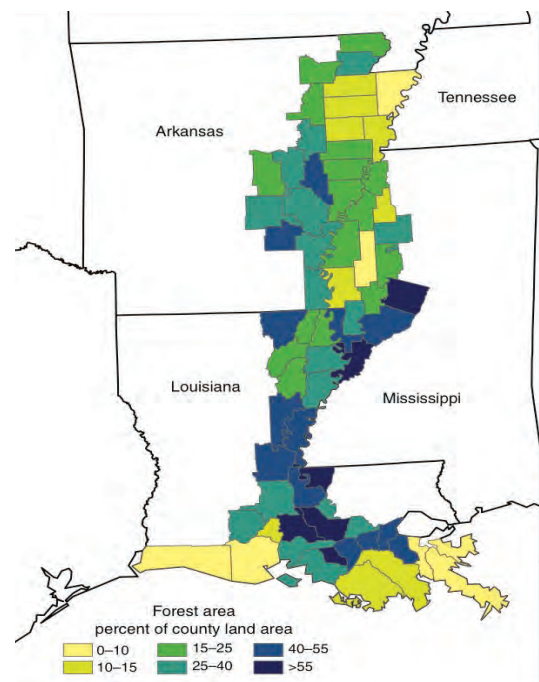 Tennessee
Arkansas
Louisiana
Mississippi
Forest area
percent of county land area
0–10
15–25
40–55
10–15
25–40
>55